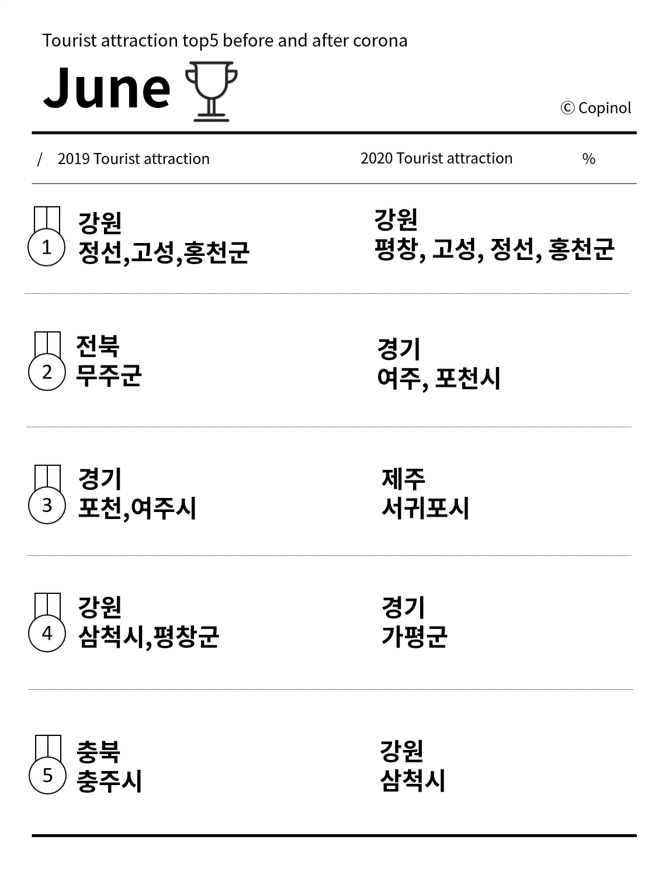 Tourist attraction top5 before and after corona
June
Ⓒ Copinol
/ 2019 Tourist attraction 2020 Tourist attraction %
1 강원 강원
정선,고성,홍천군 평창, 고성, 정선, 홍천군
2 전북 경기
무주군 여주, 포천시
3 경기 제주
포천,여주시 서귀포시
4 강원 경기
삼척시,평창군 가평군
5 충북 강원
충주시 삼척시